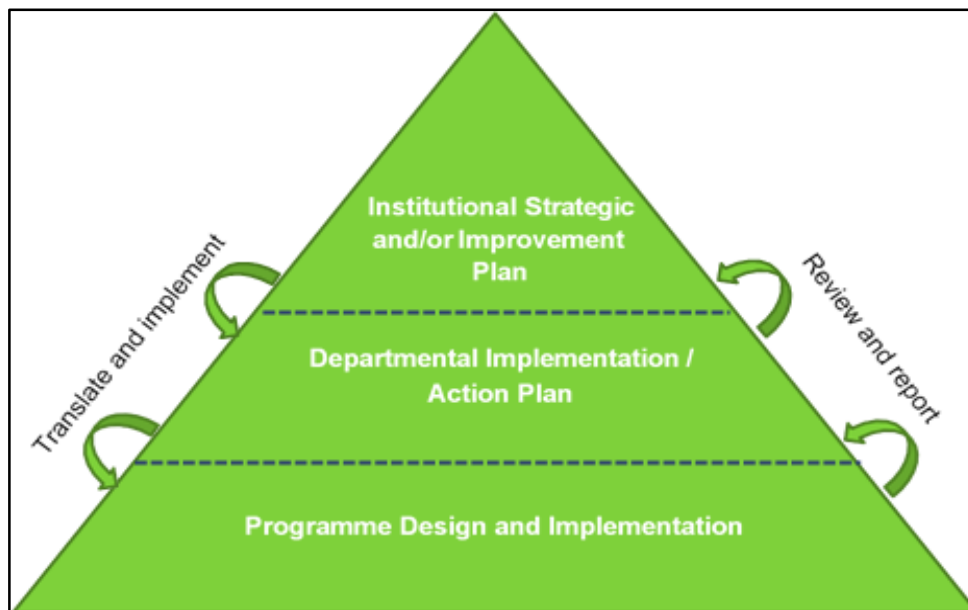 Institutional Strategic
and/or Improvement
Plan
Translate and implement
Review and report
Departmental Implementation /
Action Plan
Programme Design and Implementation